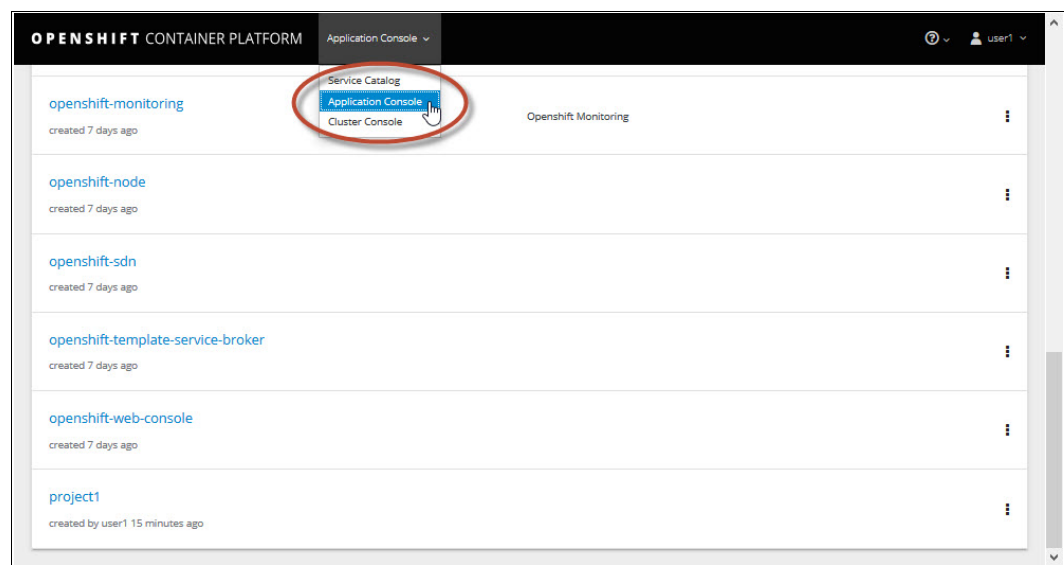 OPENSHIFT CONTAINER PLATFORM
Application Console
user1
Service Catalog
Application Console
Cluster Console
openshift-monitoring
created 7 days ago
Openshift Monitoring
openshift-node
created 7 days ago
openshift-sdn
created 7 days ago
openshift-template-service-broker
created 7 days ago
openshift-web-console
created 7 days ago
project1
created by user1 15 minutes ago